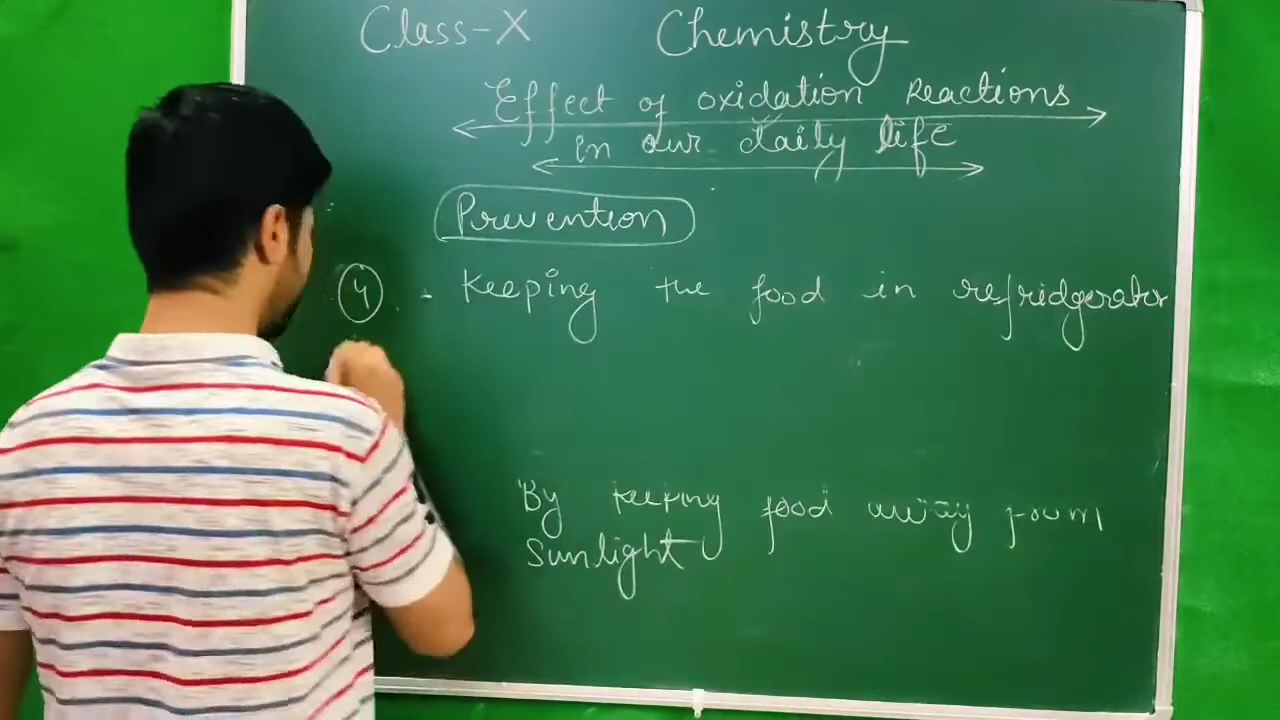 Class-X Chemistry
Effect of oxidation Reactions
in our daily life
Prevention
4 . - Keeping the food in refridgerator
By keeping food away from
Sunlight